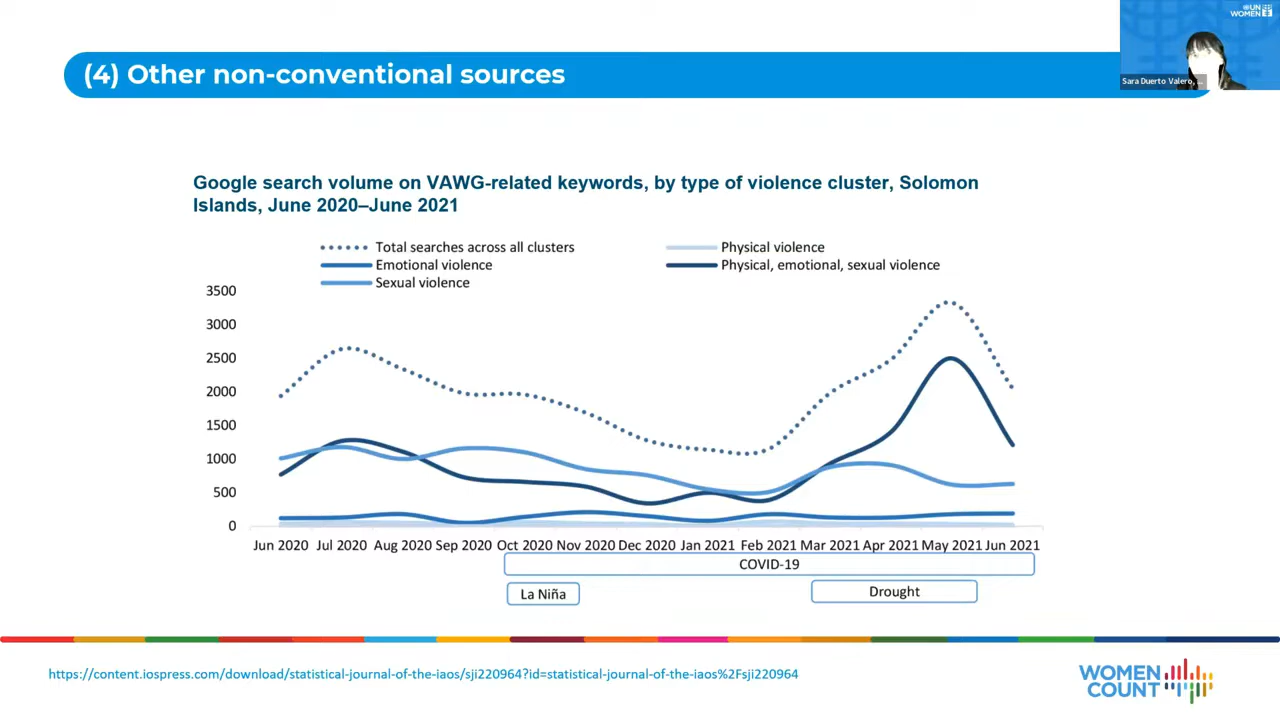 UN
WOMEN
(4) Other non-conventional sources
Sara Duerto Valero, ...
Google search volume on VAWG-related keywords, by type of violence cluster, Solomon
Islands, June 2020–June 2021
Total searches across all clusters
Physical violence
Emotional violence
Physical, emotional, sexual violence
Sexual violence
3500
3000
2500
2000
1500
1000
500
0
Jun 2020 Jul 2020 Aug 2020 Sep 2020 Oct 2020 Nov 2020 Dec 2020 Jan 2021 Feb 2021 Mar 2021 Apr 2021 May 2021 Jun 2021
COVID-19
La Niña
Drought
https://content.iospress.com/download/statistical-journal-of-the-iaos/sji220964?id=statistical-journal-of-the-iaos%2Fsji220964
WOMEN
COUNT